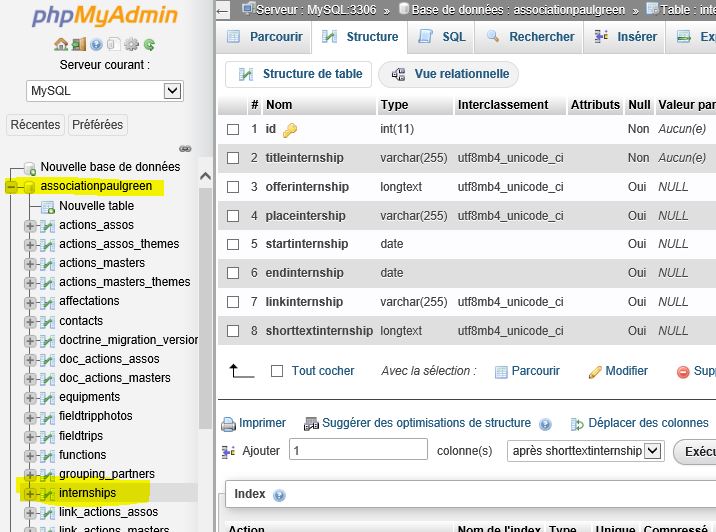 phpMyAdmin
Serveur courant :
MySQL
Récentes Préférées
Nouvelle base de données
associationpaulgreen
Nouvelle table
actions_assos
actions_assos_themes
actions_masters
actions_masters_themes
affectations
contacts
doctrine_migration_version
doc_actions_assos
doc_actions_masters
equipments
fieldtripphotos
fieldtrips
functions
grouping_partners
internships
link_actions_assos
link_actions_masters
Serveur : MySQL:3306 » Base de données : associationpaulgreen » Table : inte
Parcourir Structure SQL Rechercher Insérer Exp
Structure de table Vue relationnelle
# Nom Type Interclassement Attributs Null Valeur par
1 id int(11) Non Aucun(e)
2 titleinternship varchar(255) utf8mb4_unicode_ci Non Aucun(e)
3 offerinternship longtext utf8mb4_unicode_ci Oui NULL
4 placeintership varchar(255) utf8mb4_unicode_ci Oui NULL
5 startinternship date Oui NULL
6 endinternship date Oui NULL
7 linkinternship varchar(255) utf8mb4_unicode_ci Oui NULL
8 shorttextinternship longtext utf8mb4_unicode_ci Oui NULL
Tout cocher Avec la sélection : Parcourir Modifier Supp
Imprimer Suggérer des optimisations de structure Déplacer des colonnes
Ajouter 1 colonne(s) après shorttextinternship Exécu
Index
Action Nom de l'index Type Unique Compressé